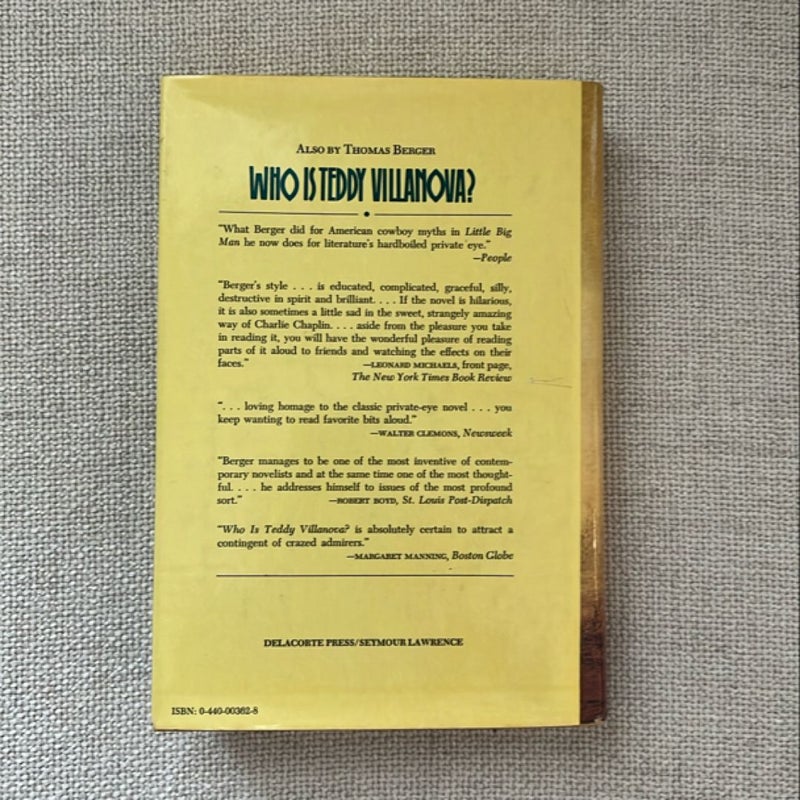 ALSO BY THOMAS BERGER
WHO IS TEDDY VILLANOVA?
"What Berger did for American cowboy myths in Little Big
Man he now does for literature's hardboiled private eye."
—People
"Berger's style . . . is educated, complicated, graceful, silly,
destructive in spirit and brilliant. . . . If the novel is hilarious,
it is also sometimes a little sad in the sweet, strangely amazing
way of Charlie Chaplin. . . . aside from the pleasure you take
in reading it, you will have the wonderful pleasure of reading
parts of it aloud to friends and watching the effects on their
faces." —LEONARD MICHAELS, front page,
The New York Times Book Review
". . . loving homage to the classic private-eye novel . . . you
keep wanting to read favorite bits aloud."
—WALTER CLEMONS, Newsweek
"Berger manages to be one of the most inventive of contem-
porary novelists and at the same time one of the most thought-
ful. . . . he addresses himself to issues of the most profound
sort." —ROBERT BOYD, St. Louis Post-Dispatch
"Who Is Teddy Villanova? is absolutely certain to attract a
contingent of crazed admirers."
—MARGARET MANNING, Boston Globe
DELACORTE PRESS/SEYMOUR LAWRENCE
ISBN: 0-440-00362-8